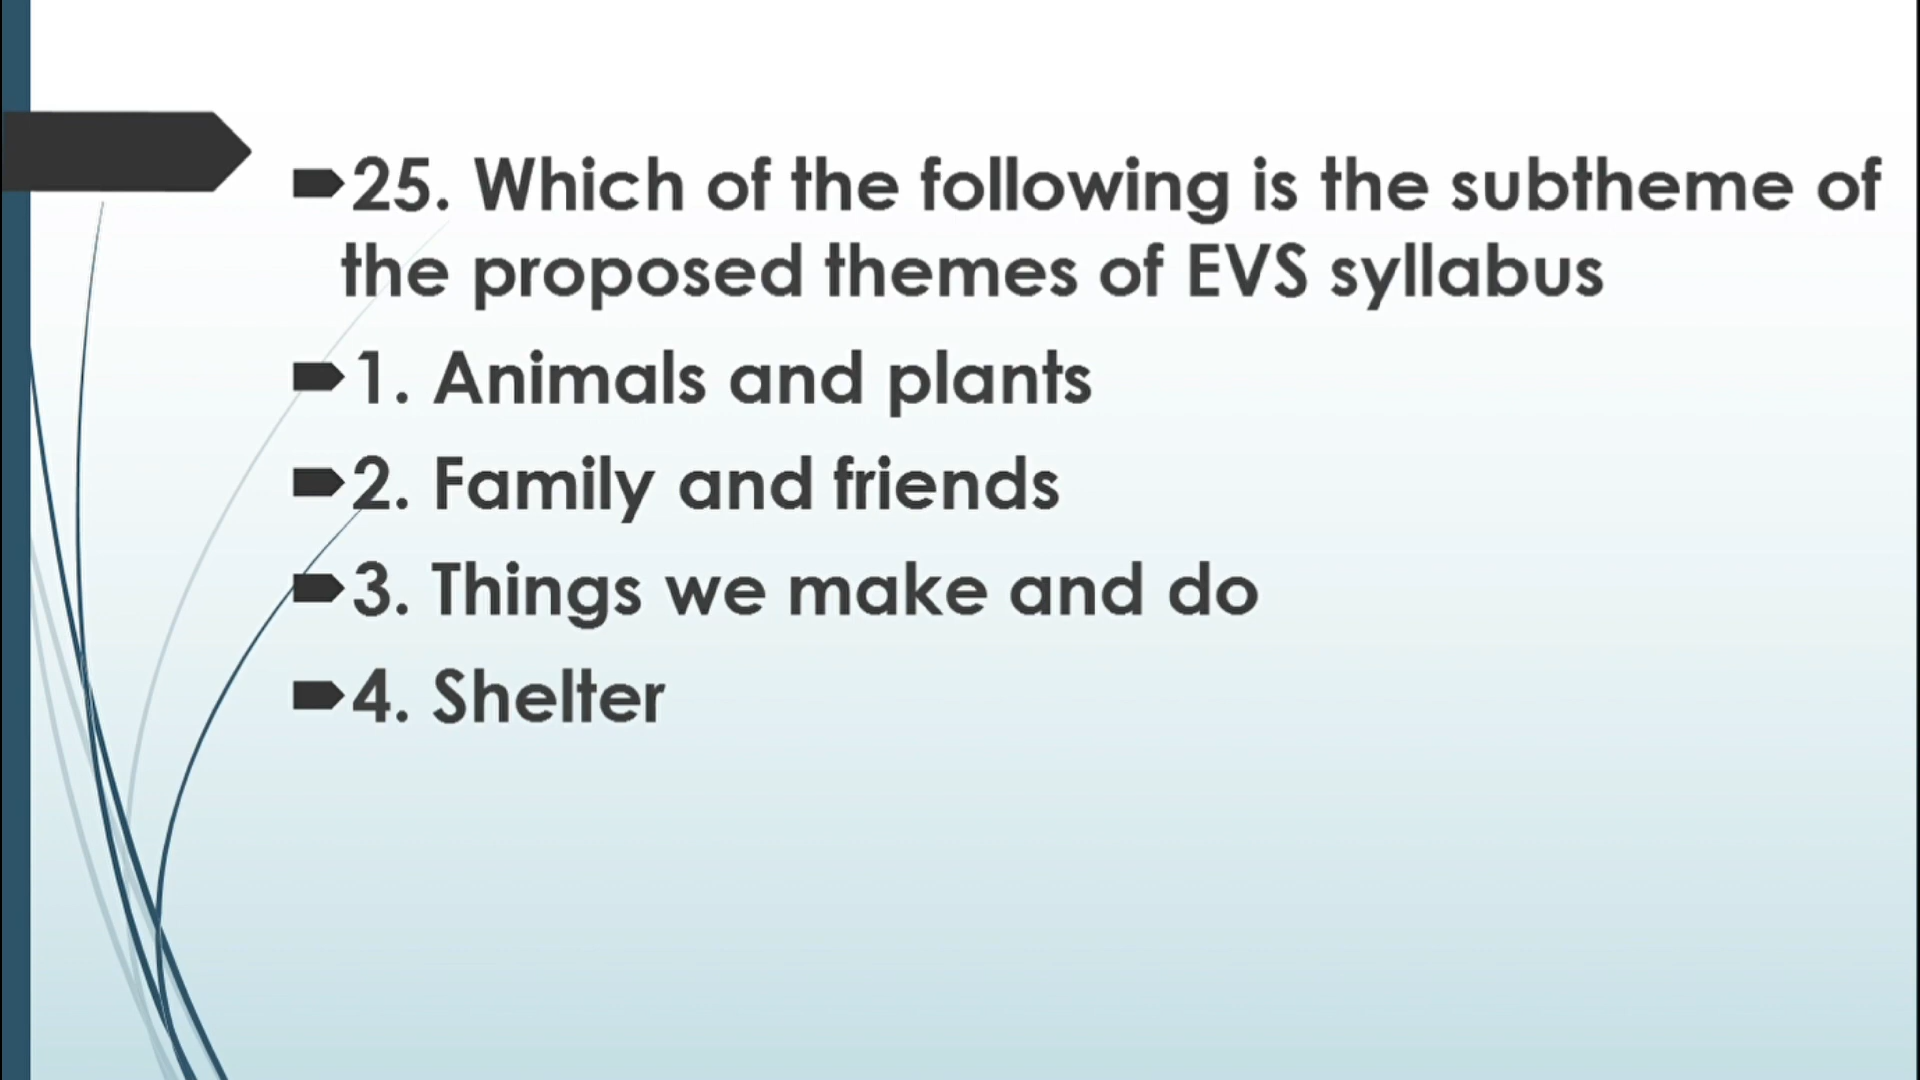 25. Which of the following is the subtheme of
the proposed themes of EVS syllabus
1. Animals and plants
2. Family and friends
3. Things we make and do
4. Shelter